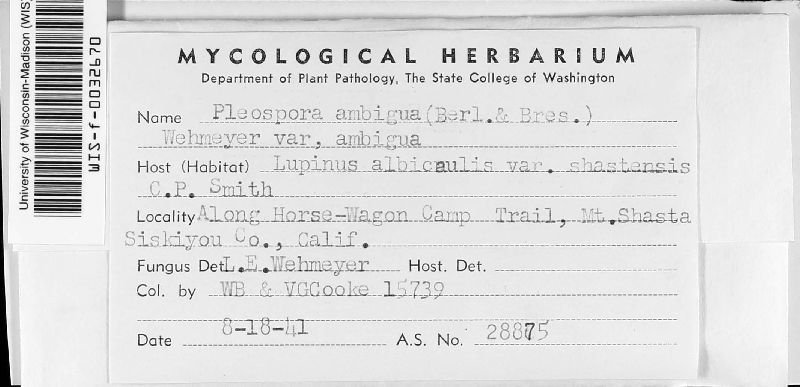 University of Wisconsin-Madison (WIS)
WIS-f-0032670
MYCOLOGICAL HERBARIUM
Department of Plant Pathology, The State College of Washington
Name Pleospora ambigua(Berl.& Bres.)
Wehmeyer var, ambigua
Host (Habitat) Lupinus albicaulis var. shastensis
C.P. Smith
Locality Along Horse-Wagon Camp Trail, Mt.Shasta
Siskiyou Co., Calif.
Fungus Det. L.E.Wehmeyer Host. Det.
Col. by WB & VGCooke 15739
Date 8-18-41 A.S. No. 28875